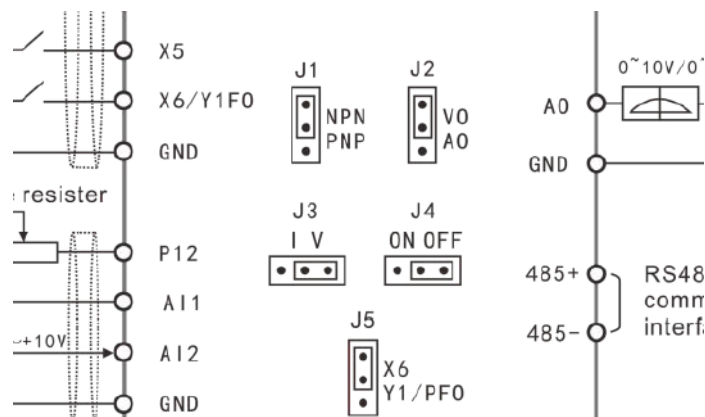 X5
X6/Y1FO
GND
resister
P12
AI1
~+10V
AI2
GND
J1
NPN
PNP
J2
VO
AO
J3
I V
J4
ON OFF
J5
X6
Y1/PFO
0~10V/0~
AO
GND
485+
485-
RS48
comm
interfa